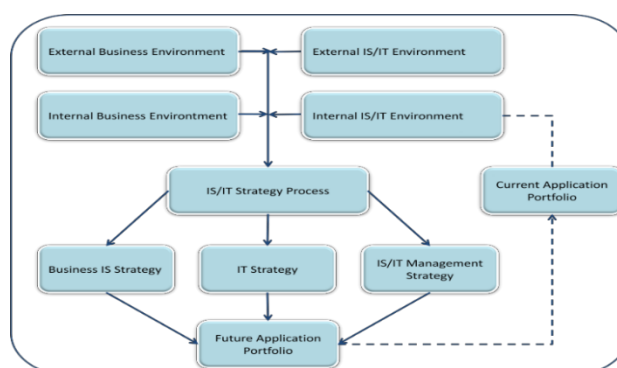 External Business Environment
External IS/IT Environment
Internal Business Environtment
Internal IS/IT Environment
IS/IT Strategy Process
Current Application
Portfolio
Business IS Strategy
IT Strategy
IS/IT Management
Strategy
Future Application
Portfolio